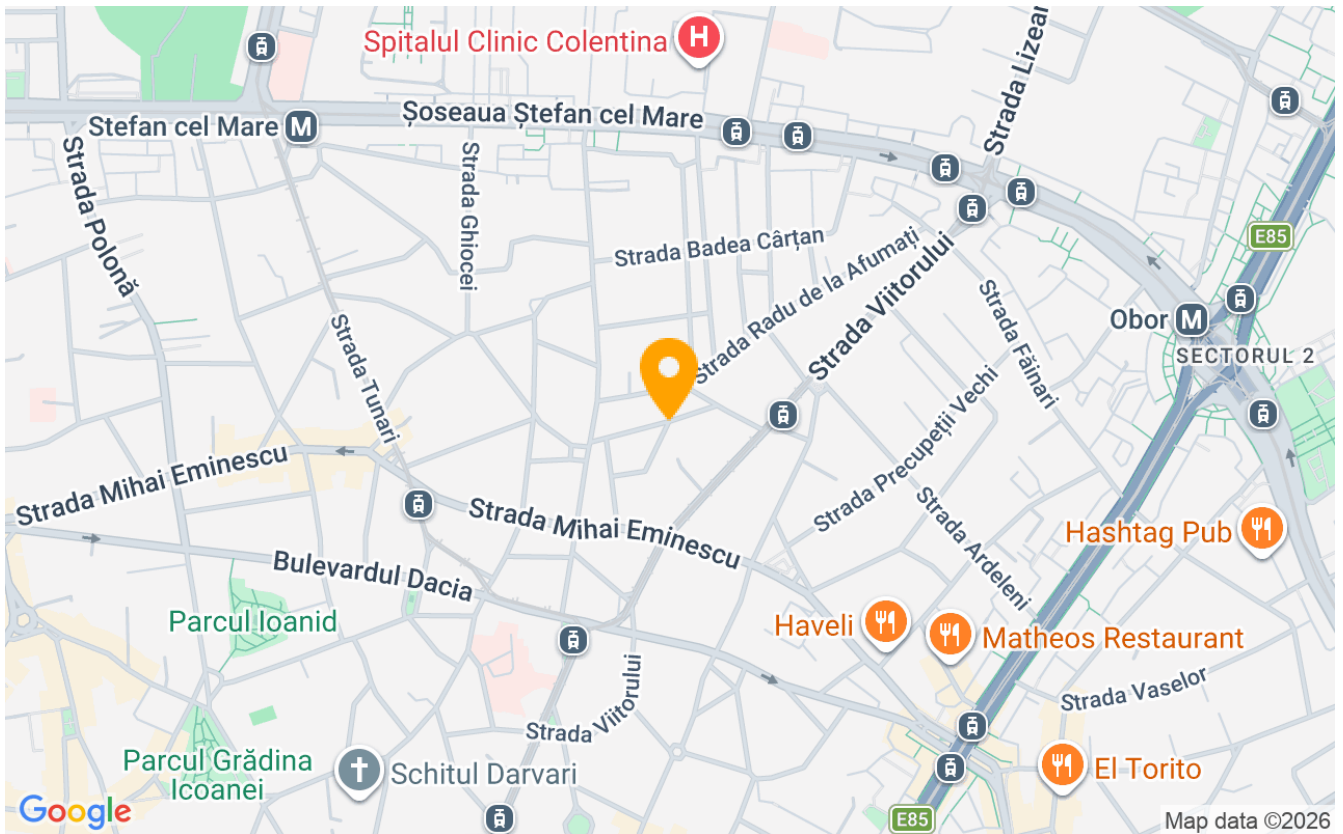 Spitalul Clinic Colentina
H
Strada Lizear
Șoseaua Ștefan cel Mare
Stefan cel Mare
M
Strada Polonă
Strada Ghiocei
Strada Badea Cârțan
Strada Radu de la Afumați
Strada Viitorului
E85
Strada Făinari
Obor
M
SECTORUL 2
Strada Tunari
Strada Precupeții Vechi
Strada Mihai Eminescu
Strada Mihai Eminescu
Strada Ardeleni
Hashtag Pub
Bulevardul Dacia
Parcul Ioanid
Haveli
Matheos Restaurant
Strada Viitorului
Strada Vaselor
Parcul Grădina
Icoanei
Schitul Darvari
El Torito
Google
E85
Map data ©2026